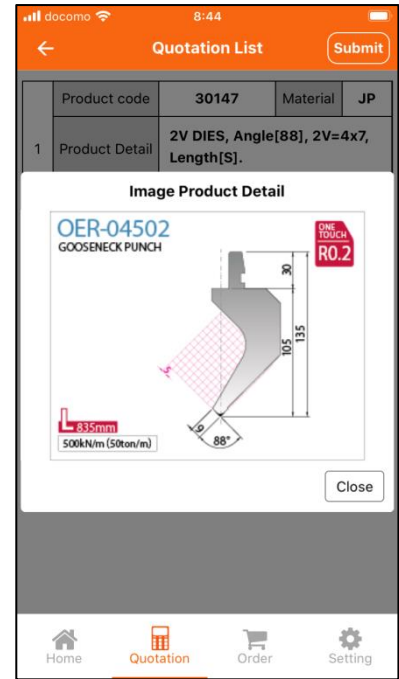 docomo 8:44
Quotation List Submit
Product code 30147 Material JP
1 Product Detail 2V DIES, Angle[88], 2V=4x7,
Length[S].
Image Product Detail
OER-04502
GOOSENECK PUNCH
ONE
TOUCH
R0.2
30
105
135
L 835mm
500kN/m (50ton/m)
6
88°
Close
Home Quotation Order Setting